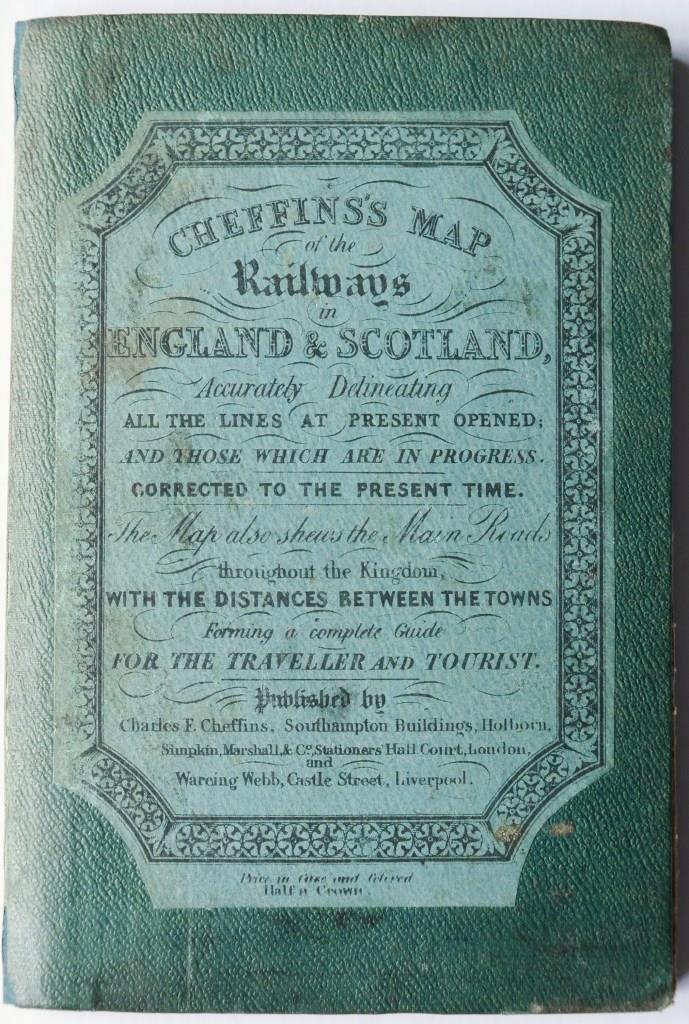 CHEFFINS'S MAP
of the
Railways
in
ENGLAND & SCOTLAND,
Accurately Delineating
ALL THE LINES AT PRESENT OPENED;
AND THOSE WHICH ARE IN PROGRESS.
CORRECTED TO THE PRESENT TIME.
The Map also shews the Main Roads
throughout the Kingdom,
WITH THE DISTANCES BETWEEN THE TOWNS
Forming a complete Guide
FOR THE TRAVELLER AND TOURIST.
Published by
Charles F. Cheffins, Southampton Buildings, Holborn,
Simpkin, Marshall, & Co, Stationers' Hall Court, London,
and
Wareing Webb, Castle Street, Liverpool.
Price in Case and Colored
Half a Crown.